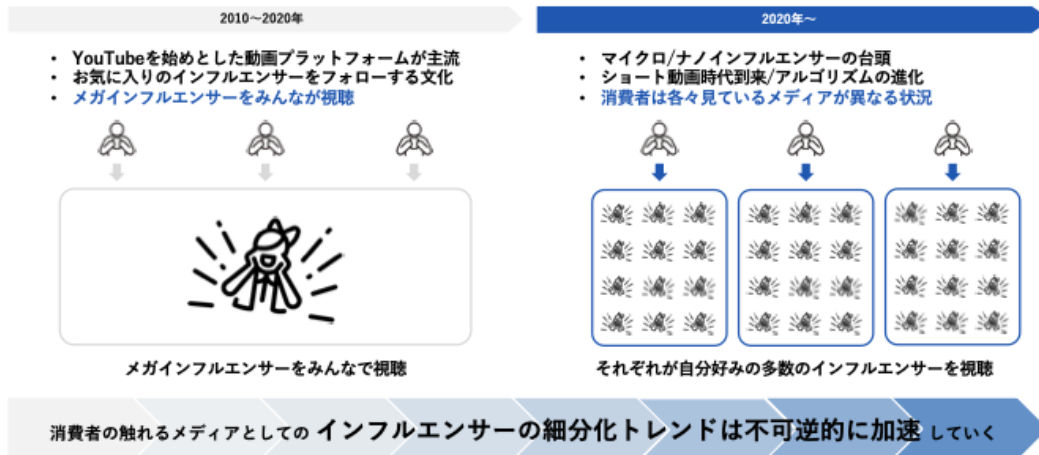 2010〜2020年
• YouTubeを始めとした動画プラットフォームが主流
• お気に入りのインフルエンサーをフォローする文化
• メガインフルエンサーをみんなが視聴
メガインフルエンサーをみんなで視聴
2020年〜
• マイクロ/ナノインフルエンサーの台頭
• ショート動画時代到来/アルゴリズムの進化
• 消費者は各々見ているメディアが異なる状況
それぞれが自分好みの多数のインフルエンサーを視聴
消費者の触れるメディアとしての インフルエンサーの細分化トレンドは不可逆的に加速 していく